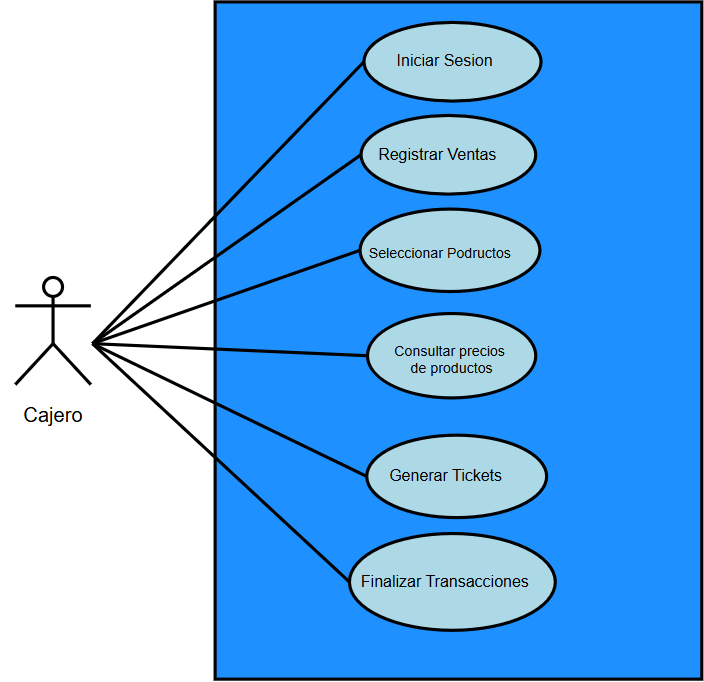 Iniciar Sesion
Registrar Ventas
Seleccionar Podructos
Consultar precios
de productos
Cajero
Generar Tickets
Finalizar Transacciones